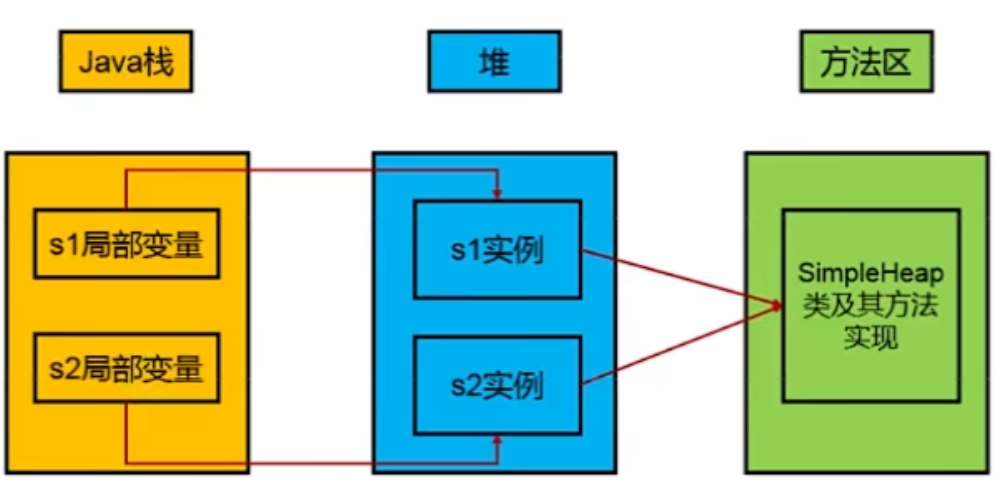 Java栈
堆
方法区
s1局部变量
s1实例
SimpleHeap
类及其方法
实现
s2局部变量
s2实例